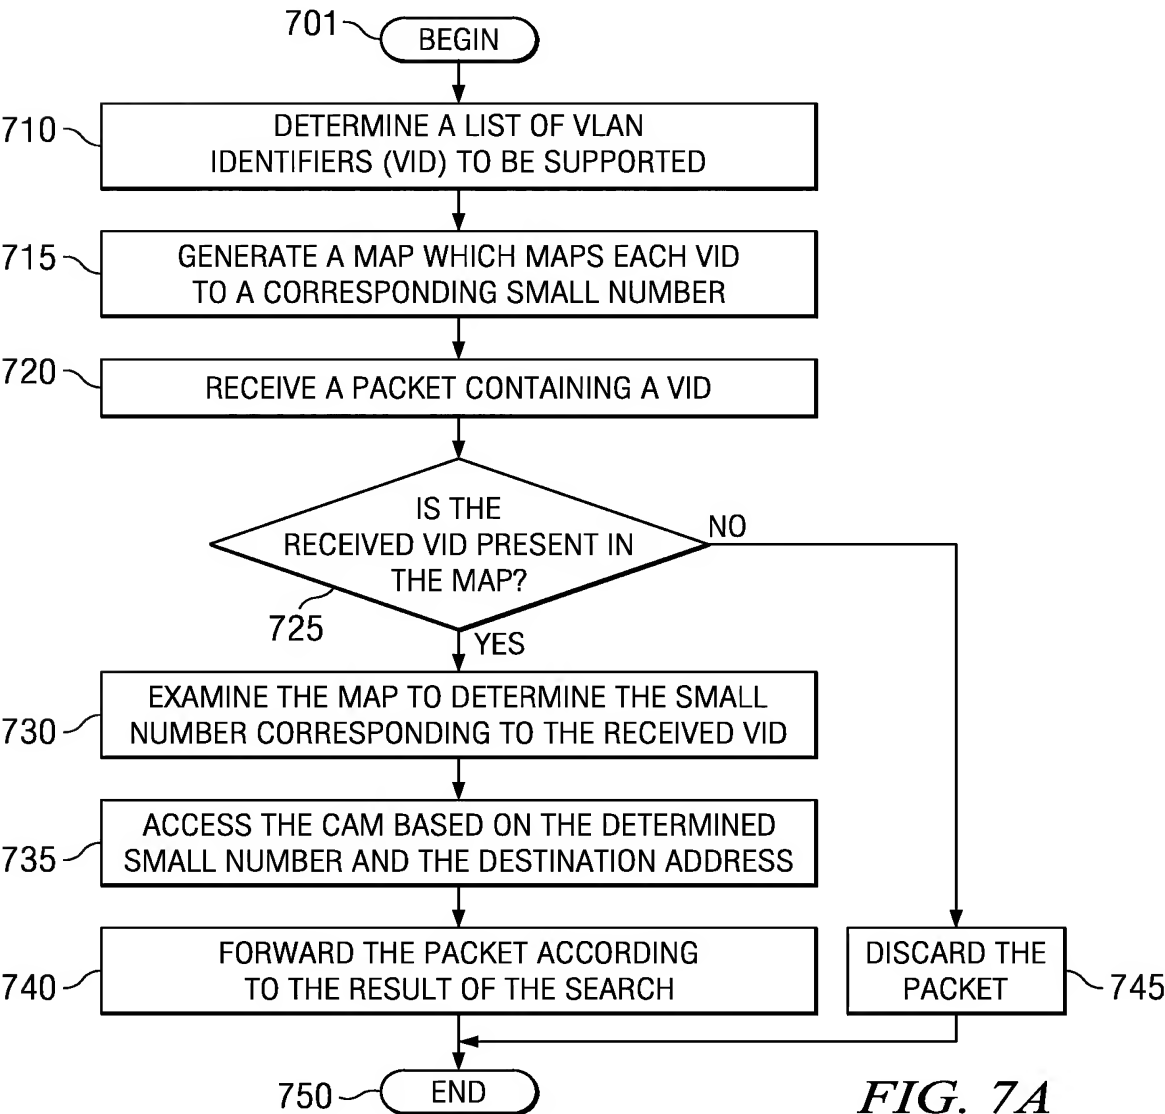 701
BEGIN
710
DETERMINE A LIST OF VLAN
IDENTIFIERS (VID) TO BE SUPPORTED
715
GENERATE A MAP WHICH MAPS EACH VID
TO A CORRESPONDING SMALL NUMBER
720
RECEIVE A PACKET CONTAINING A VID
IS THE
RECEIVED VID PRESENT IN
THE MAP?
NO
725
YES
730
EXAMINE THE MAP TO DETERMINE THE SMALL
NUMBER CORRESPONDING TO THE RECEIVED VID
735
ACCESS THE CAM BASED ON THE DETERMINED
SMALL NUMBER AND THE DESTINATION ADDRESS
740
FORWARD THE PACKET ACCORDING
TO THE RESULT OF THE SEARCH
DISCARD THE
PACKET
745
750
END
FIG. 7A